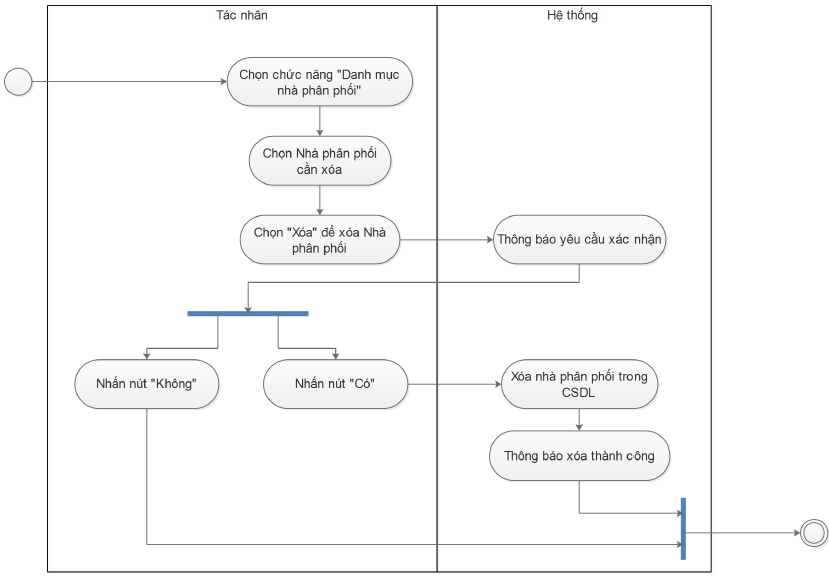 Tác nhân
Hệ thống
Chọn chức năng "Danh mục
nhà phân phối"
Chọn Nhà phân phối
cần xóa
Chọn "Xóa" để xóa Nhà
phân phối
Thông báo yêu cầu xác nhận
Nhấn nút "Không"
Nhấn nút "Có"
Xóa nhà phân phối trong
CSDL
Thông báo xóa thành công